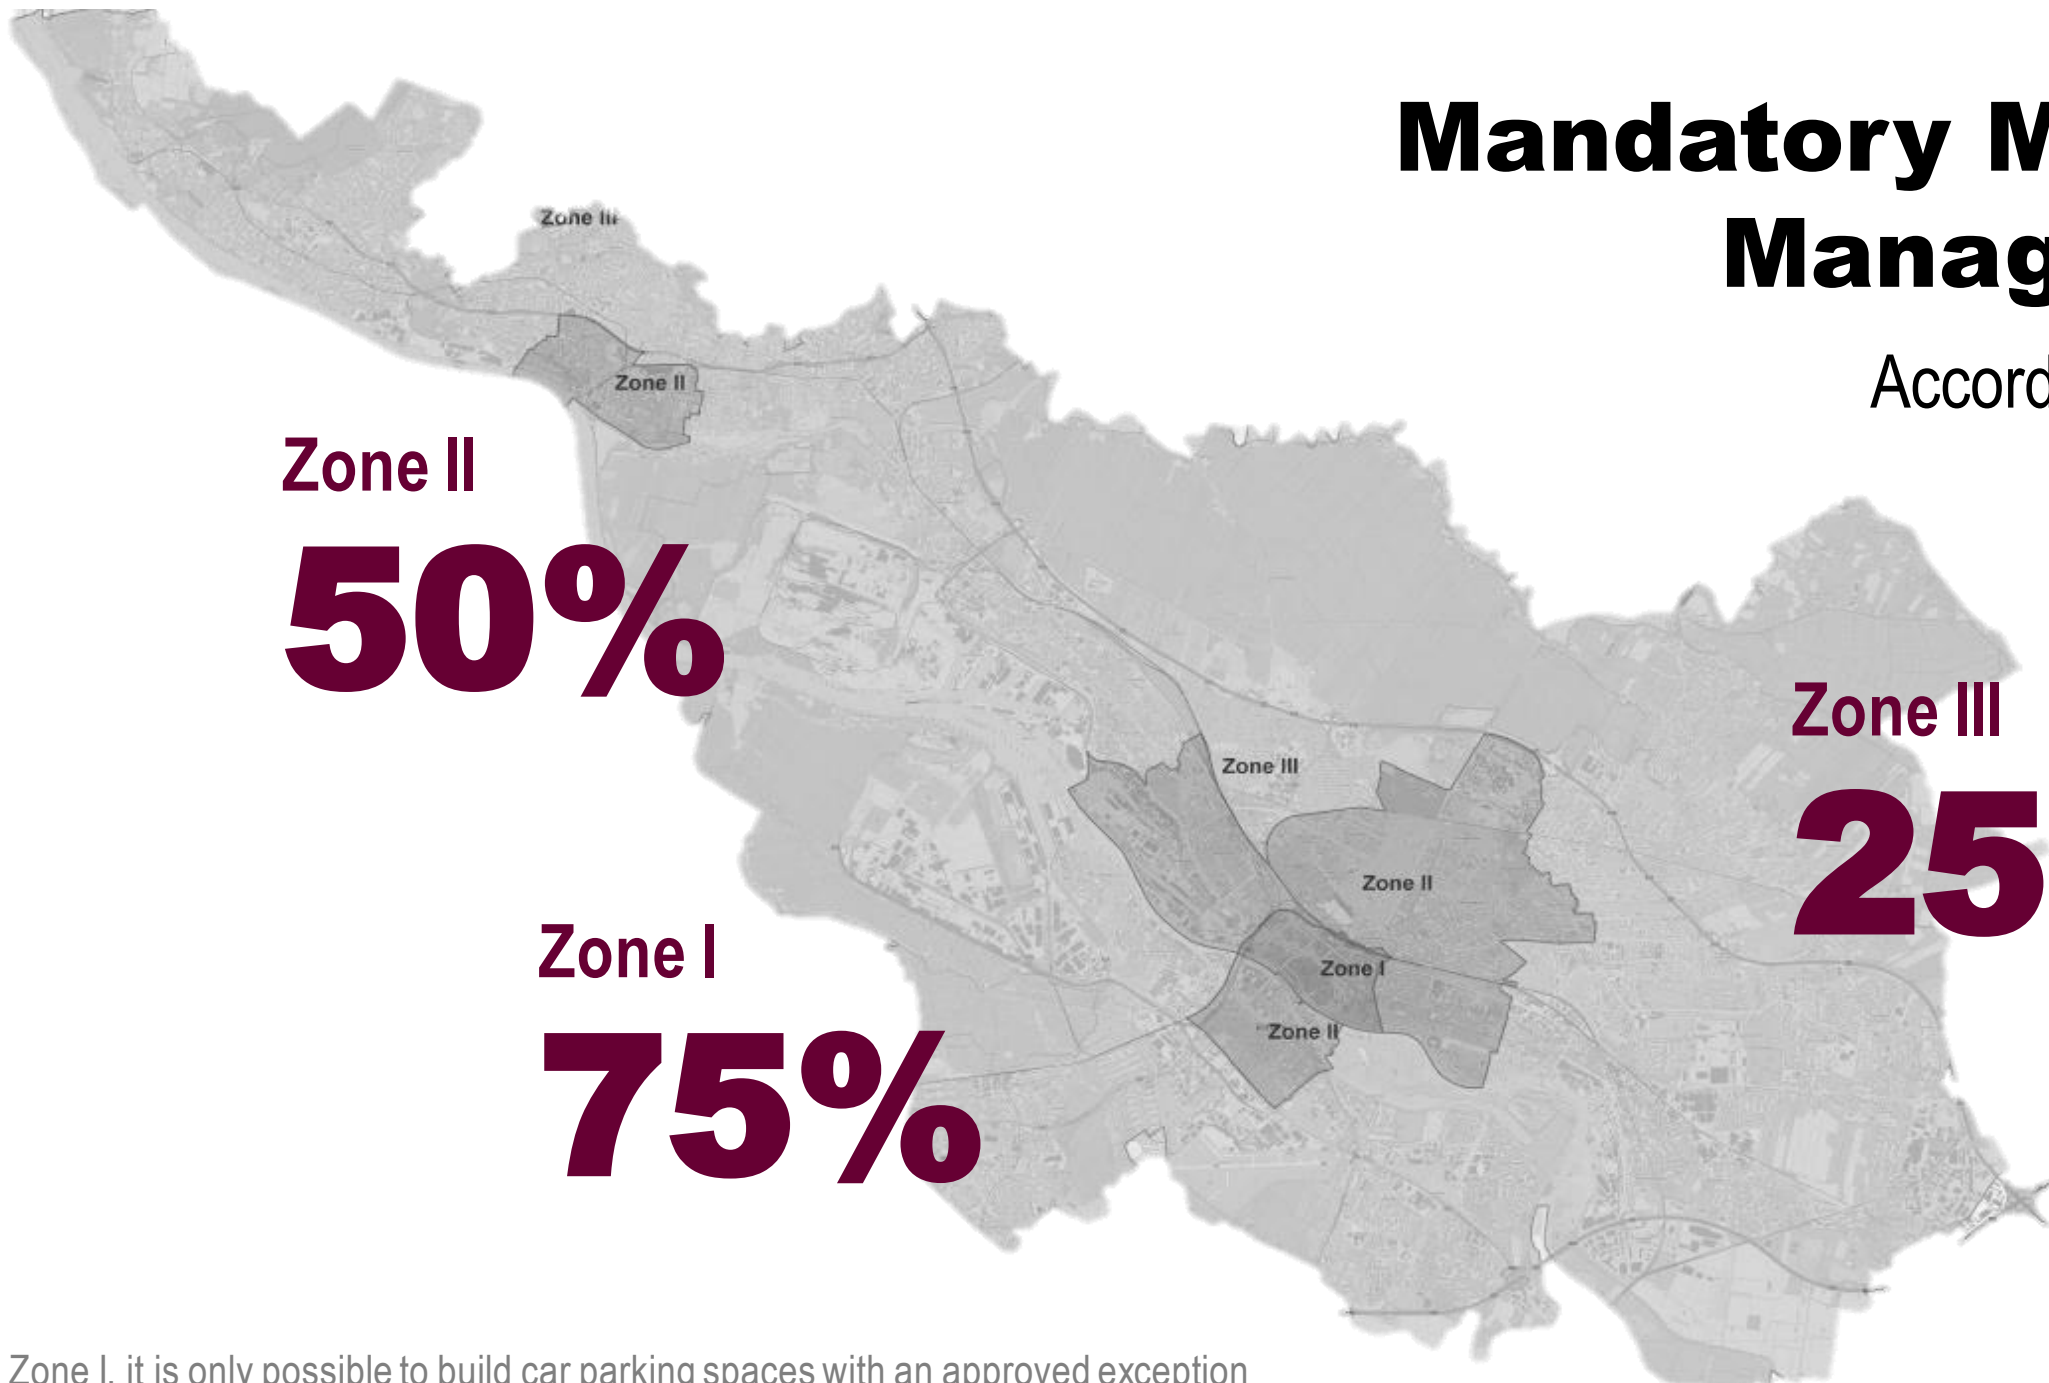 Mandatory M
Manag
Accord
Zone III
Zone II
Zone II
50%
Zone III
25
Zone III
Zone II
Zone I
75%
Zone I
Zone II
Zone I, it is only possible to build car parking spaces with an approved exception